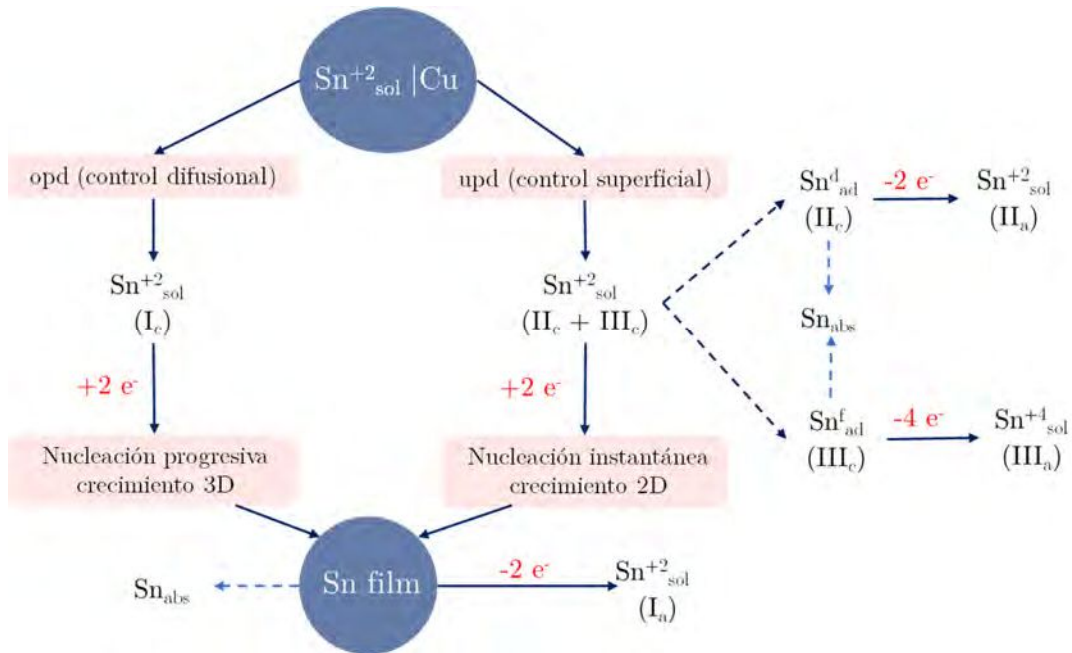 Sn⁺²sol |Cu
opd (control difusional)
upd (control superficial)
Sn⁺²sol
(Ic)
+2 e⁻
Nucleación progresiva
crecimiento 3D
Sn⁺²sol
(IIc + IIIc)
+2 e⁻
Nucleación instantánea
crecimiento 2D
Snᵈad
(IIc)
-2 e⁻
Sn⁺²sol
(IIa)
Snabs
Snᶠad
(IIIc)
-4 e⁻
Sn⁺⁴sol
(IIIa)
Snabs
Sn film
-2 e⁻
Sn⁺²sol
(Ia)